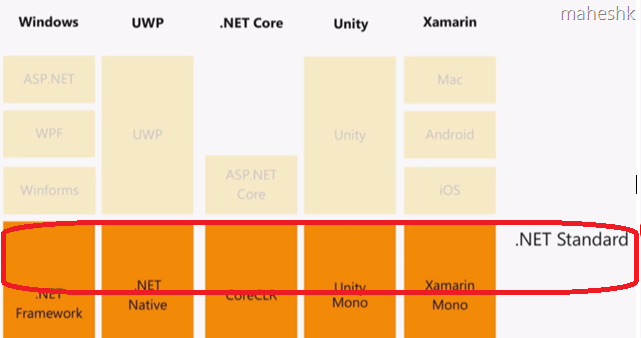 maheshk
Windows
UWP
.NET Core
Unity
Xamarin
ASP.NET
WPF
Winforms
UWP
ASP.NET
Core
Unity
Mac
Android
iOS
.NET Standard
.NET
Framework
.NET
Native
CoreCLR
Unity
Mono
Xamarin
Mono